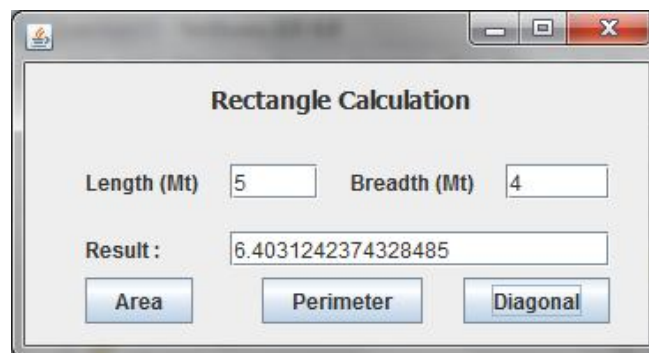 Rectangle Calculation
Length (Mt) 5 Breadth (Mt) 4
Result : 6.4031242374328485
Area Perimeter Diagonal